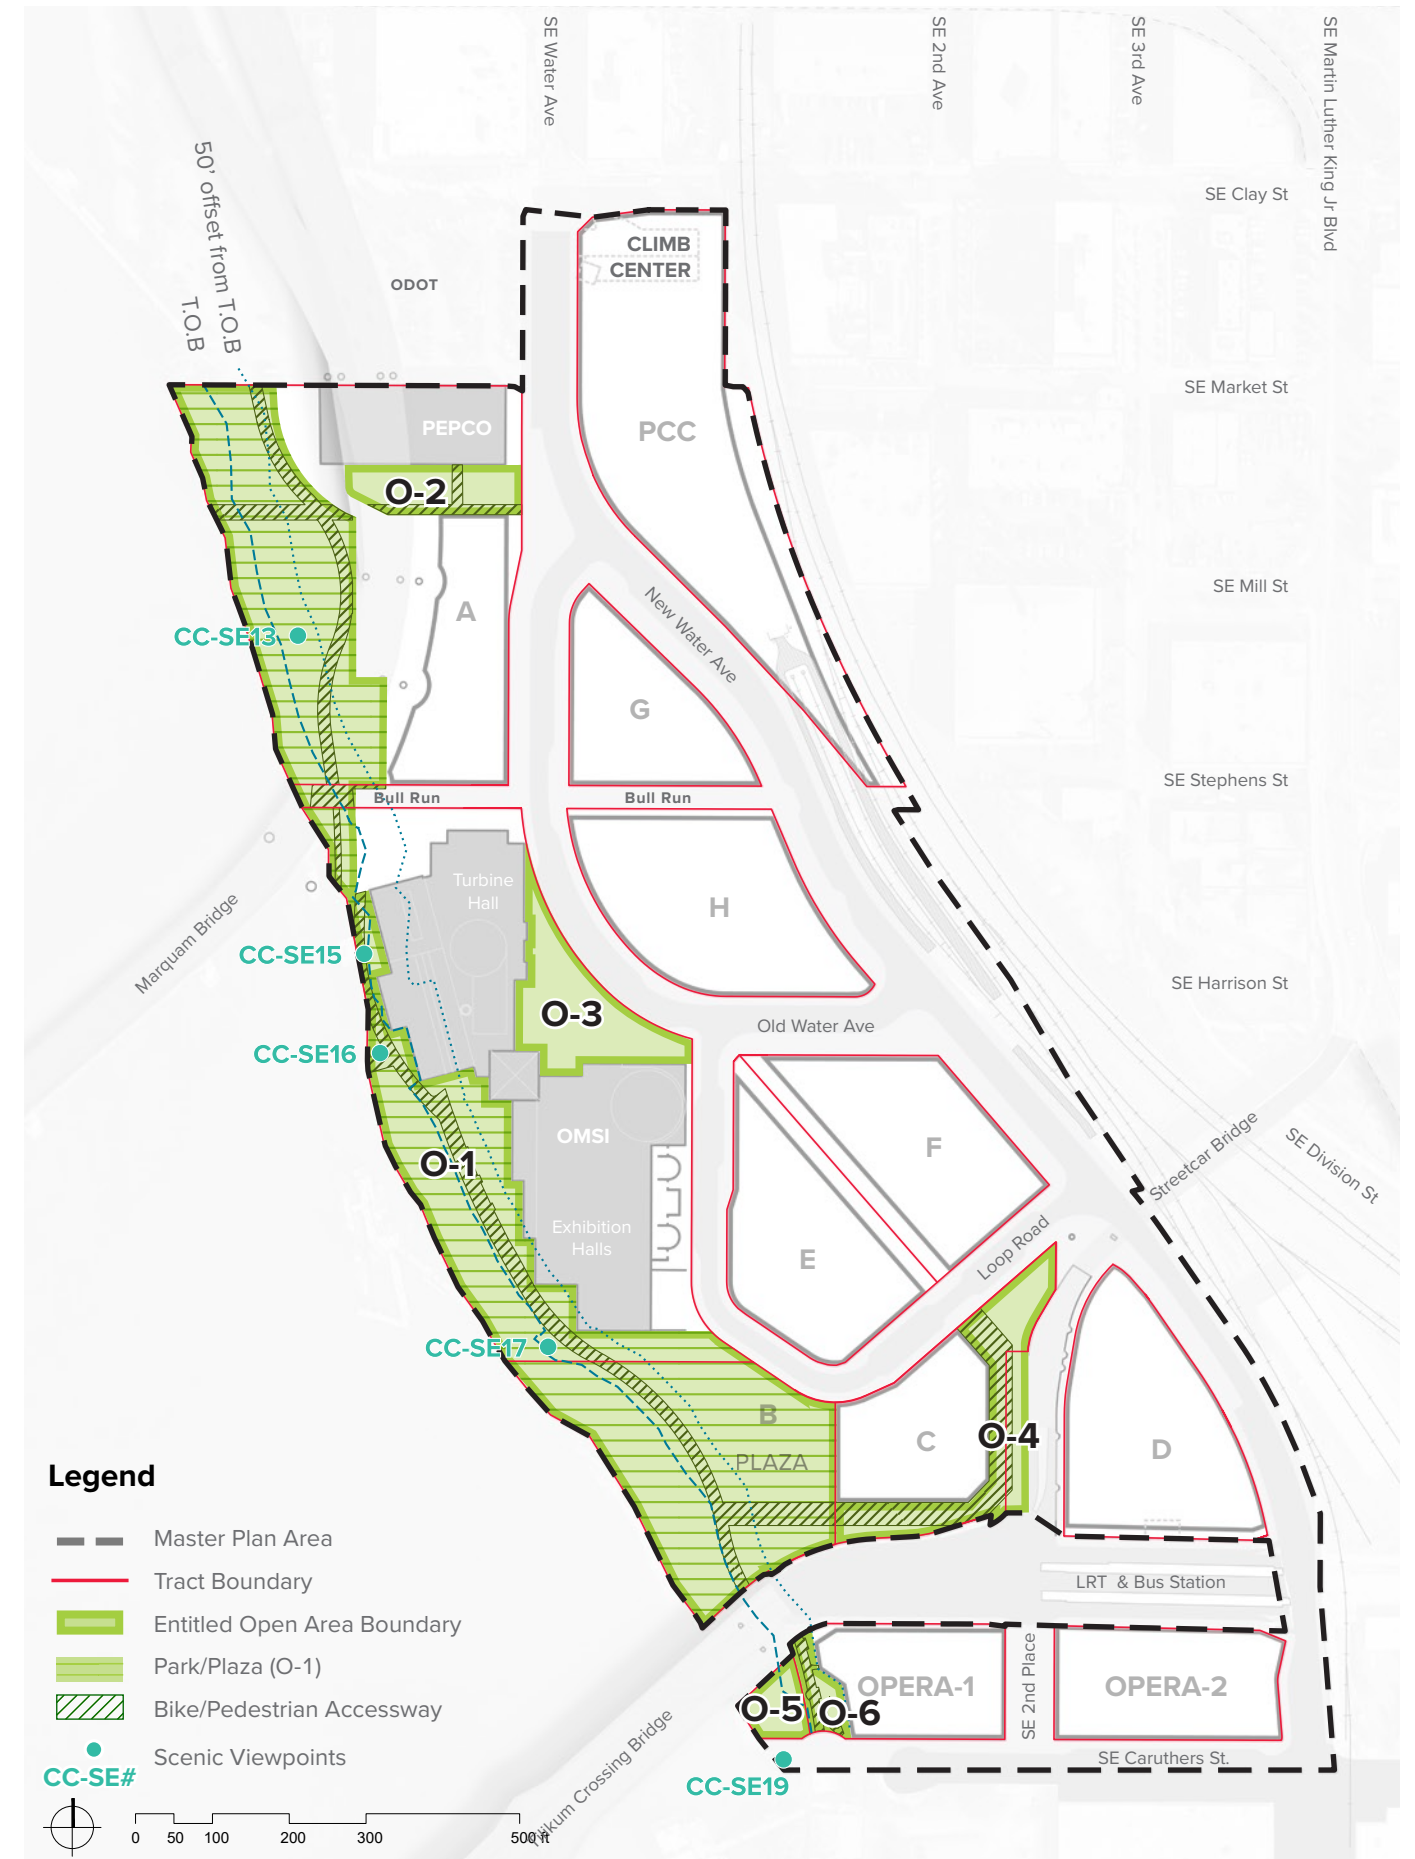 SE Water Ave
SE 2nd Ave
SE 3rd Ave
SE Martin Luther King Jr Blvd
50' offset from T.O.B
T.O.B
SE Clay St
CLIMB
CENTER
ODOT
SE Market St
PEPCO
PCC
O-2
SE Mill St
New Water Ave
A
CC-SE13
G
SE Stephens St
Bull Run
Bull Run
Turbine
Hall
H
Marquam Bridge
CC-SE15
SE Harrison St
O-3
Old Water Ave
CC-SE16
OMSI
F
Streetcar Bridge
SE Division St
O-1
Exhibition
Halls
E
Loop Road
CC-SE17
B
PLAZA
C
O-4
D
Legend
Master Plan Area
Tract Boundary
Entitled Open Area Boundary
Park/Plaza (O-1)
Bike/Pedestrian Accessway
Scenic Viewpoints
CC-SE#
LRT & Bus Station
SE 2nd Place
OPERA-1
OPERA-2
O-5
O-6
SE Caruthers St.
CC-SE19
Tilikum Crossing Bridge
0 50 100 200 300 500 ft